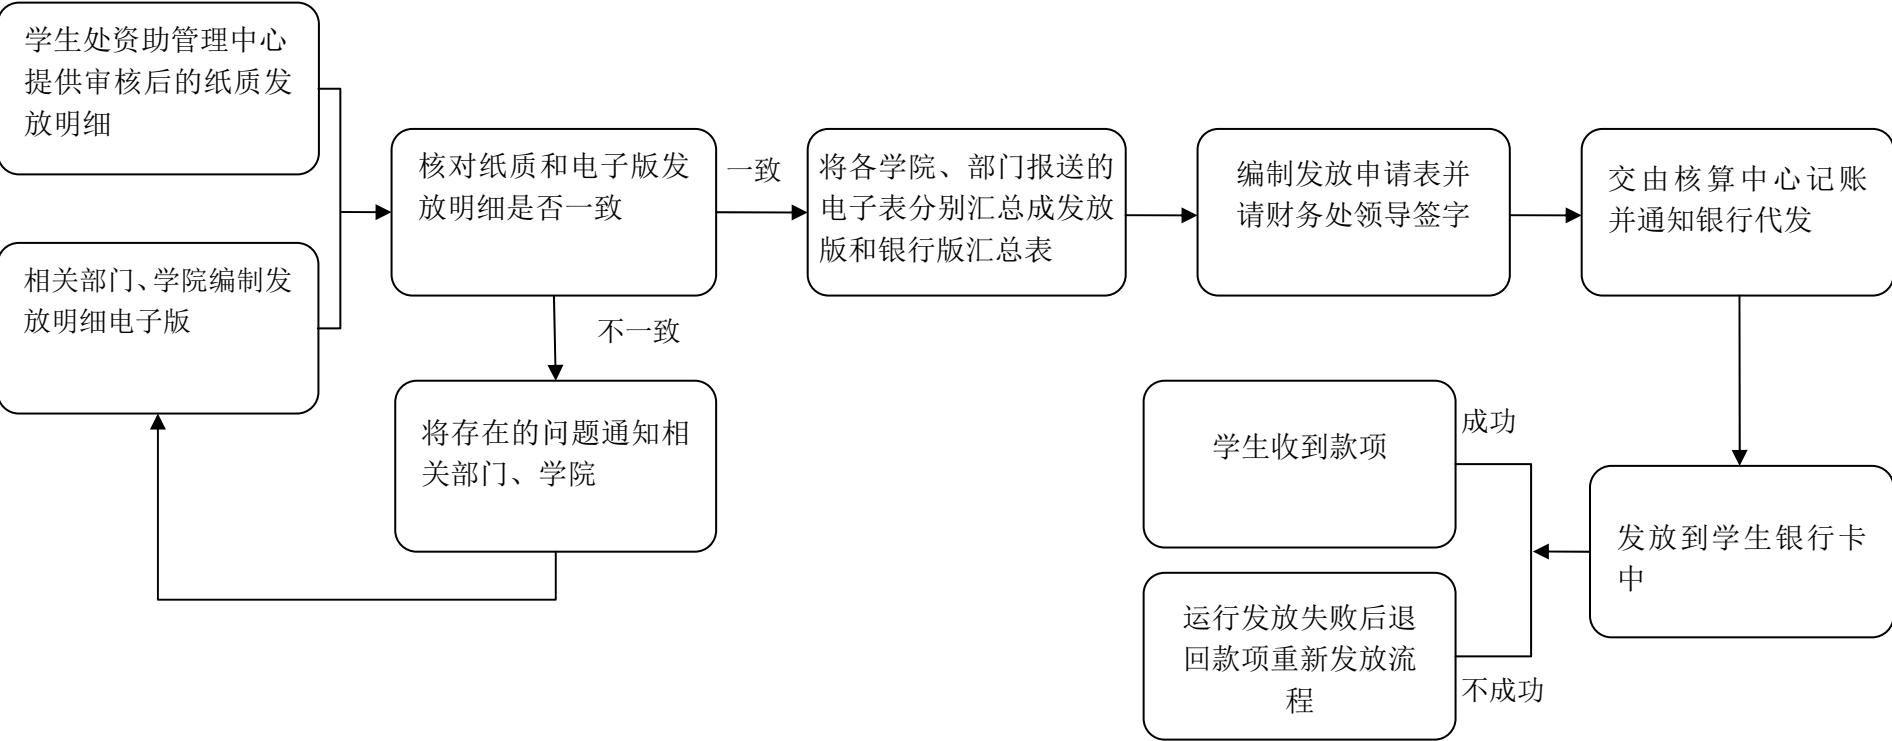 学生处资助管理中心
提供审核后的纸质发
放明细
相关部门、学院编制发
放明细电子版
核对纸质和电子版发
放明细是否一致
一致
不一致
将存在的问题通知相
关部门、学院
将各学院、部门报送的
电子表分别汇总成发放
版和银行版汇总表
编制发放申请表并
请财务处领导签字
交由核算中心记账
并通知银行代发
发放到学生银行卡
中
成功
学生收到款项
不成功
运行发放失败后退
回款项重新发放流
程